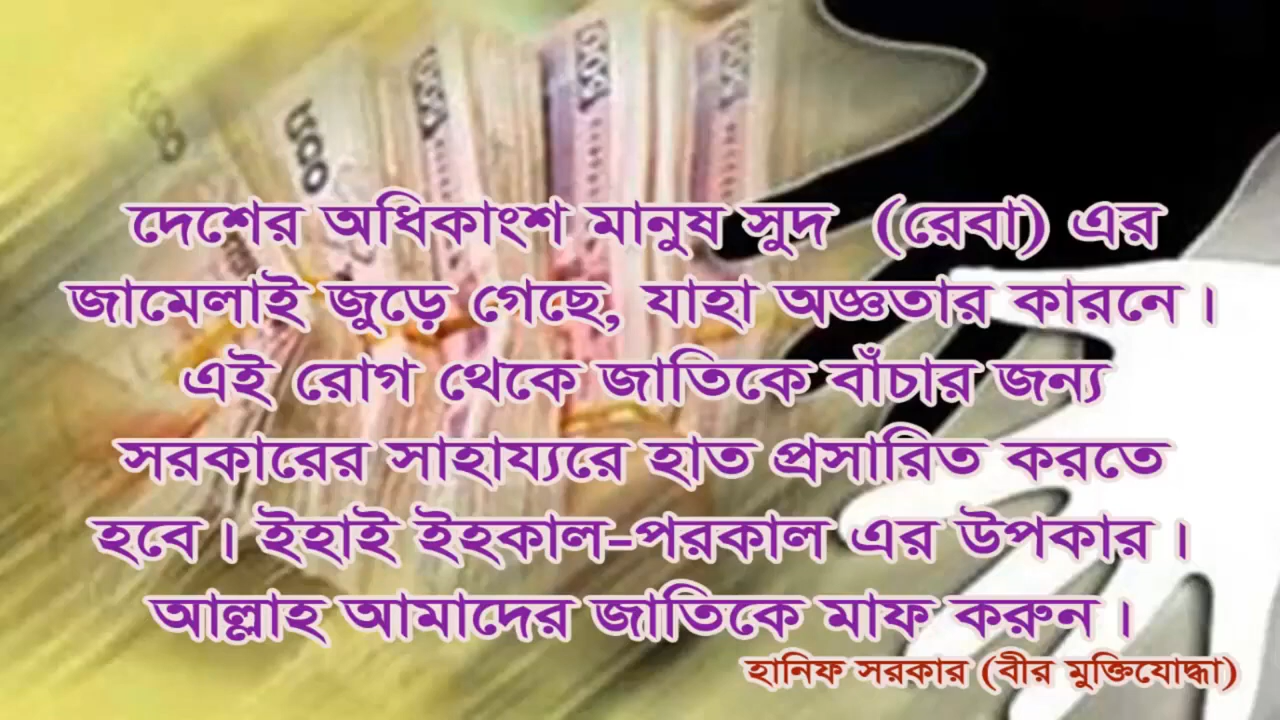 দেশের অধিকাংশ মানুষ সুদ (রেবা) এর
জামেলাই জুড়ে গেছে, যাহা অজ্ঞতার কারনে।
এই রোগ থেকে জাতিকে বাঁচার জন্য
সরকারের সাহায্যরে হাত প্রসারিত করতে
হবে। ইহাই ইহকাল-পরকাল এর উপকার।
আল্লাহ আমাদের জাতিকে মাফ করুন।
হানিফ সরকার (বীর মুক্তিযোদ্ধা)